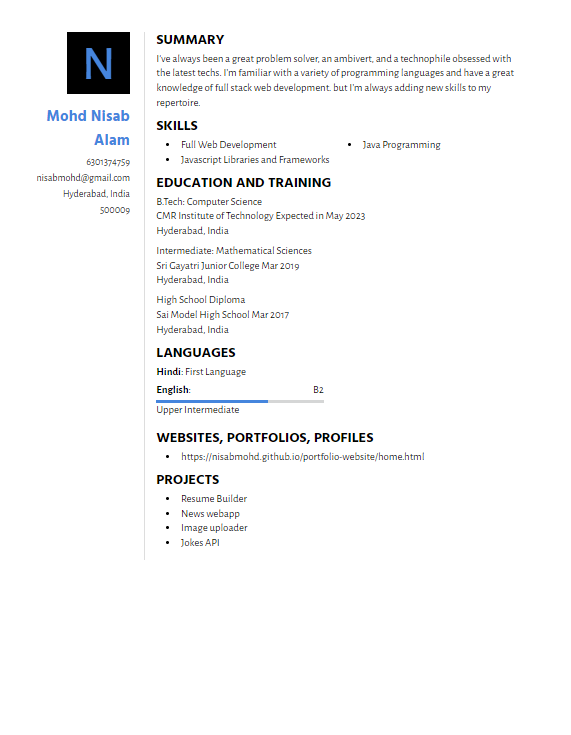 N
Mohd Nisab
Alam
6301374759
nisabmohd@gmail.com
Hyderabad, India
500009
SUMMARY
I've always been a great problem solver, an ambivert, and a technophile obsessed with
the latest techs. I'm familiar with a variety of programming languages and have a great
knowledge of full stack web development. but I'm always adding new skills to my
repertoire.
SKILLS
• Full Web Development
• Java Programming
• Javascript Libraries and Frameworks
EDUCATION AND TRAINING
B.Tech: Computer Science
CMR Institute of Technology Expected in May 2023
Hyderabad, India
Intermediate: Mathematical Sciences
Sri Gayatri Junior College Mar 2019
Hyderabad, India
High School Diploma
Sai Model High School Mar 2017
Hyderabad, India
LANGUAGES
Hindi: First Language
English: B2
Upper Intermediate
WEBSITES, PORTFOLIOS, PROFILES
• https://nisabmohd.github.io/portfolio-website/home.html
PROJECTS
• Resume Builder
• News webapp
• Image uploader
• Jokes API